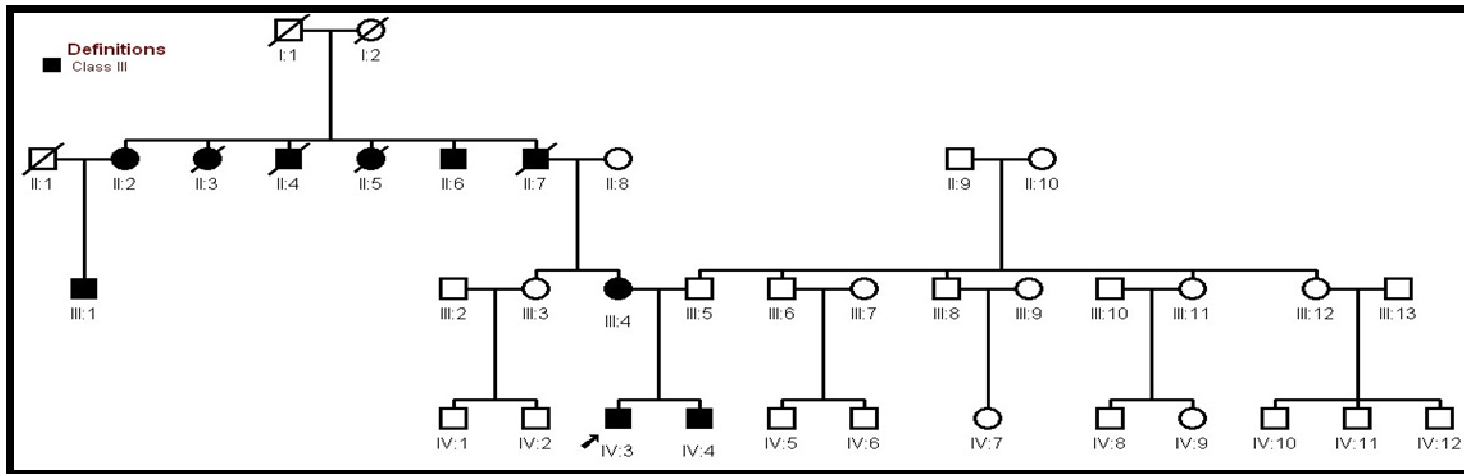 I:1 I:2
Definitions
Class III
II:1 II:2 II:3 II:4 II:5 II:6 II:7 II:8 II:9 II:10
III:1 III:2 III:3 III:4 III:5 III:6 III:7 III:8 III:9 III:10 III:11 III:12 III:13
IV:1 IV:2 IV:3 IV:4 IV:5 IV:6 IV:7 IV:8 IV:9 IV:10 IV:11 IV:12